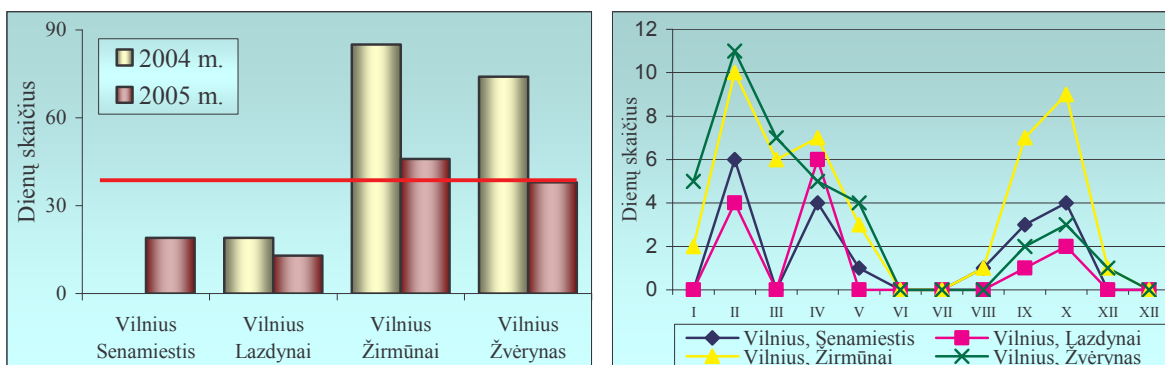 Dienų skaičius
90
60
30
0
2004 m.
2005 m.
Vilnius
Senamiestis
Vilnius
Lazdynai
Vilnius
Žirmūnai
Vilnius
Žvėrynas
Dienų skaičius
12
10
8
6
4
2
0
I II III IV V VI VII VIII IX X XII XII
Vilnius, Senamiestis
Vilnius, Lazdynai
Vilnius, Žirmūnai
Vilnius, Žvėrynas